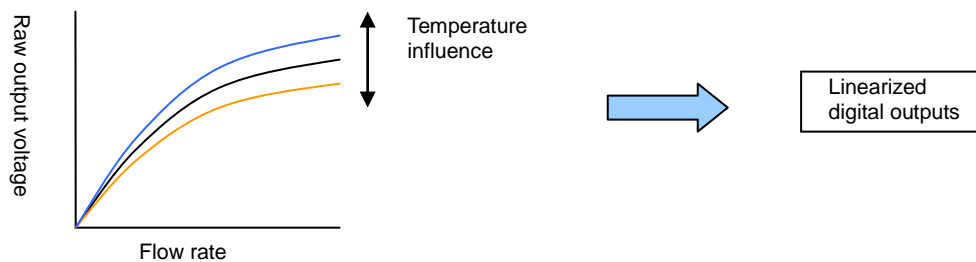 Raw output voltage
Temperature
influence
Linearized
digital outputs
Flow rate